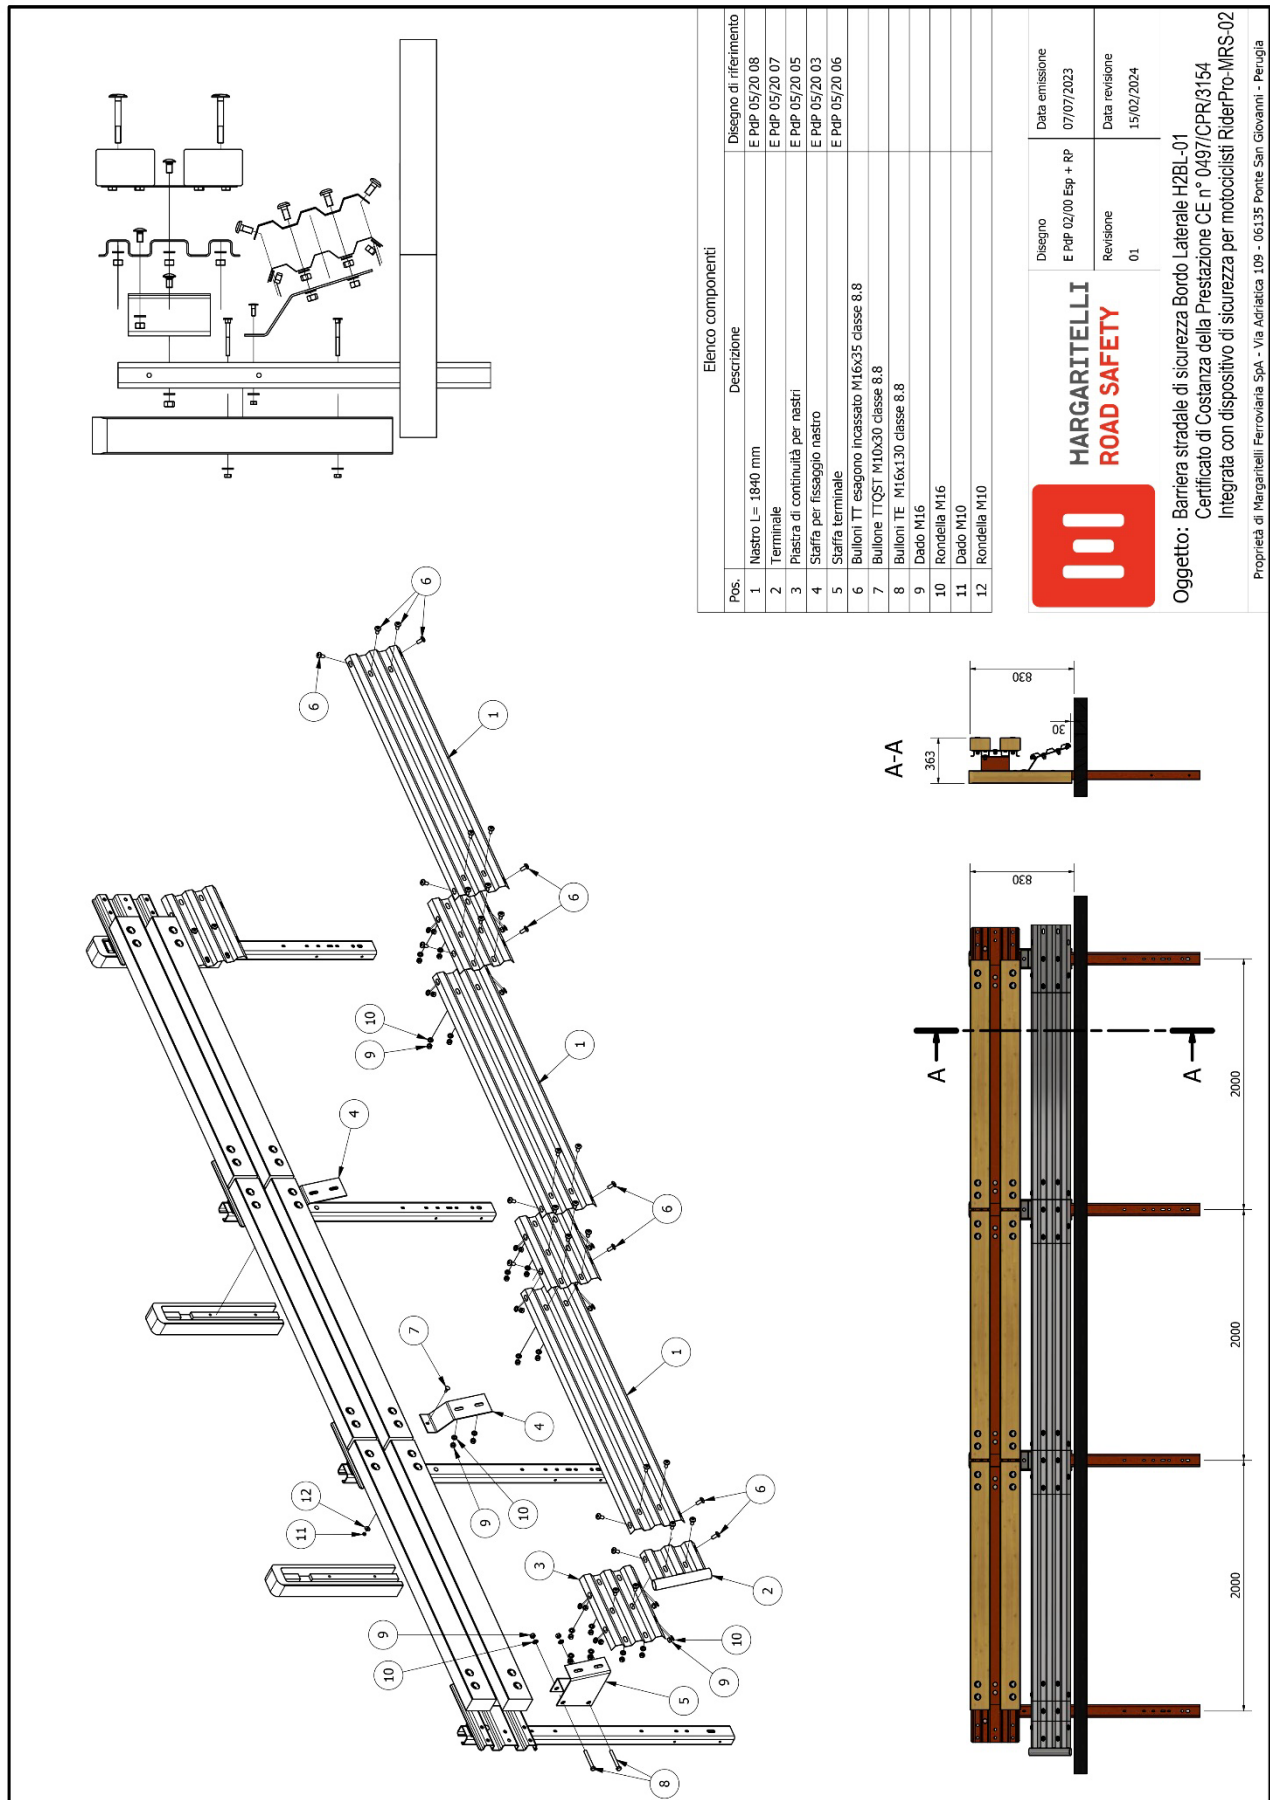 Elenco componenti
Pos. Descrizione Disegno di riferimento
1 Nastro L= 1840 mm E PdP 05/20 08
2 Terminale E PdP 05/20 07
3 Piastra di continuità per nastri E PdP 05/20 05
4 Staffa per fissaggio nastro E PdP 05/20 03
5 Staffa terminale E PdP 05/20 06
6 Bulloni TT esagono incassato M16x35 classe 8.8
7 Bullone TTQST M10x30 classe 8.8
8 Bulloni TE M16x130 classe 8.8
9 Dado M16
10 Rondella M16
11 Dado M10
12 Rondella M10
MARGARITELLI
ROAD SAFETY
Disegno
E PdP 02/00 Esp + RP
Data emissione
07/07/2023
Revisione
01
Data revisione
15/02/2024
Oggetto: Barriera stradale di sicurezza Bordo Laterale H2BL-01
Certificato di Costanza della Prestazione CE n° 0497/CPR/3154
Integrata con dispositivo di sicurezza per motociclisti RiderPro-MRS-02
Proprietà di Margaritelli Ferroviaria SpA - Via Adriatica 109 - 06135 Ponte San Giovanni - Perugia
6
6
1
6
10
9
1
4
6
7
1
4
12
11
10
9
6
3
2
9
10
10
9
5
8
A-A
363
830
30
830
A
A
2000
2000
2000